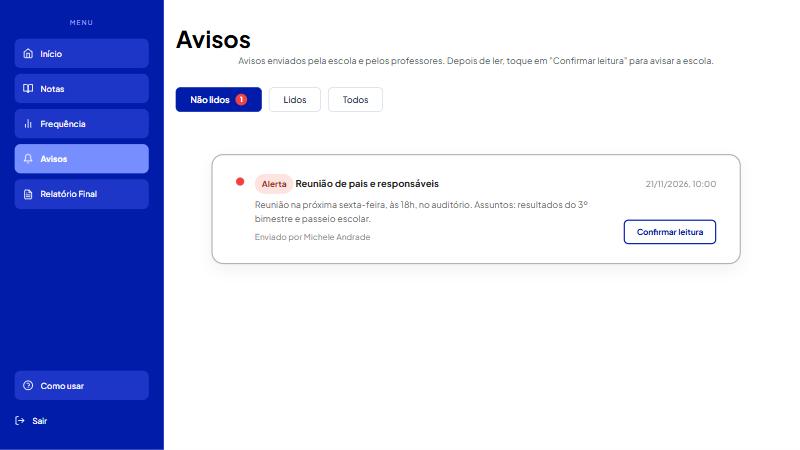 MENU
Início
Notas
Frequência
Avisos
Relatório Final
Como usar
Sair
Avisos
Avisos enviados pela escola e pelos professores. Depois de ler, toque em "Confirmar leitura" para avisar a escola.
Não lidos 1
Lidos
Todos
Alerta Reunião de pais e responsáveis
21/11/2026, 10:00
Reunião na próxima sexta-feira, às 18h, no auditório. Assuntos: resultados do 3º
bimestre e passeio escolar.
Enviado por Michele Andrade
Confirmar leitura